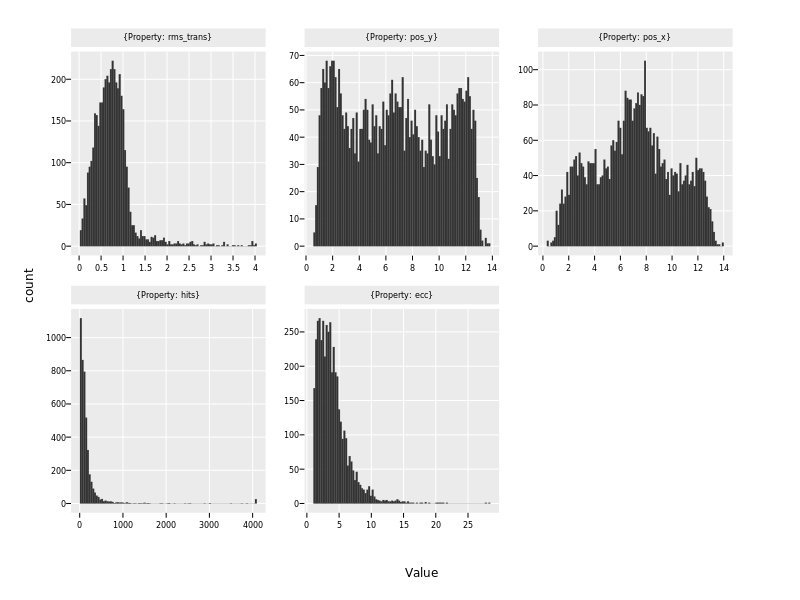 {Property: rms_trans}
{Property: pos_y}
{Property: pos_x}
200
150
100
50
0
0 0.5 1 1.5 2 2.5 3 3.5 4
70
60
50
40
30
20
10
0
0 2 4 6 8 10 12 14
100
80
60
40
20
0
0 2 4 6 8 10 12 14
count
{Property: hits}
{Property: ecc}
1000
800
600
400
200
0
0 1000 2000 3000 4000
250
200
150
100
50
0
0 5 10 15 20 25
Value